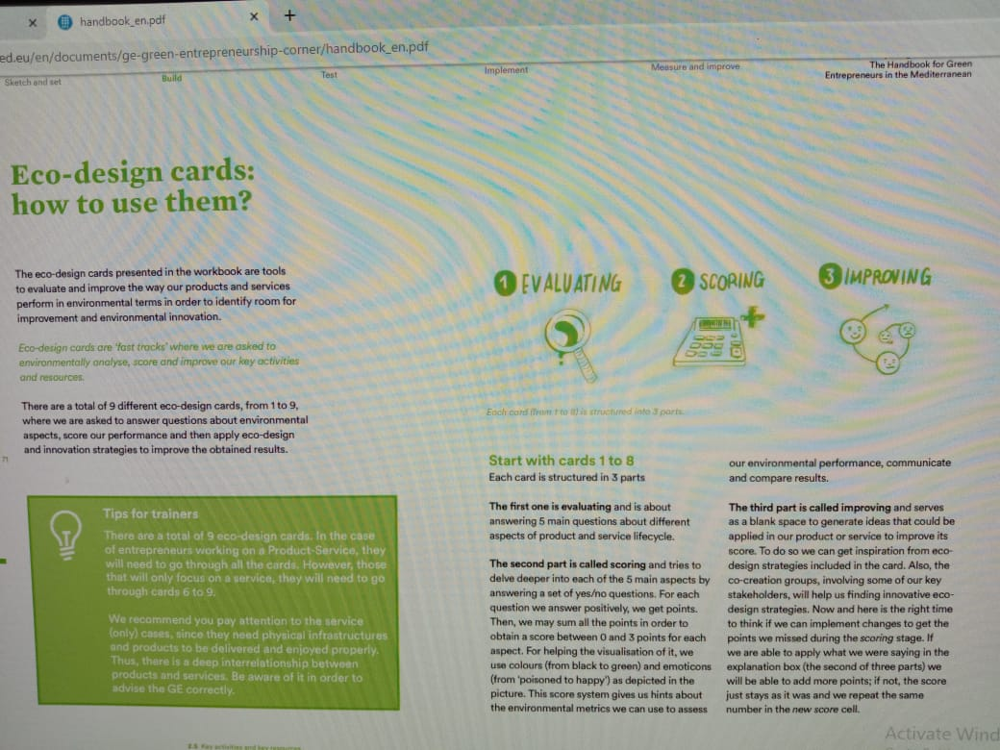 handbook_en.pdf
ed.eu/en/documents/ge-green-entrepreneurship-corner/handbook_en.pdf
Sketch and set
Build
Test
Implement
Measure and improve
The Handbook for Green
Entrepreneurs in the Mediterranean
Eco-design cards:
how to use them?
The eco-design cards presented in the workbook are tools
to evaluate and improve the way our products and services
perform in environmental terms in order to identify room for
improvement and environmental innovation.
Eco-design cards are 'fast tracks' where we are asked to
environmentally analyse, score and improve our key activities
and resources.
There are a total of 9 different eco-design cards, from 1 to 9,
where we are asked to answer questions about environmental
aspects, score our performance and then apply eco-design
and innovation strategies to improve the obtained results.
71
Tips for trainers
There are a total of 9 eco-design cards. In the case
of entrepreneurs working on a Product-Service, they
will need to go through all the cards. However, those
that will only focus on a service, they will need to go
through cards 6 to 9.
We recommend you pay attention to the service
(only) cases, since they need physical infrastructures
and products to be delivered and enjoyed properly.
Thus, there is a deep interrelationship between
products and services. Be aware of it in order to
advise the GE correctly.
2.5 Key activities and key resources
1 EVALUATING
2 SCORING
3 IMPROVING
Each card (from 1 to 8) is structured into 3 parts.
Start with cards 1 to 8
Each card is structured in 3 parts
The first one is evaluating and is about
answering 5 main questions about different
aspects of product and service lifecycle.
The second part is called scoring and tries to
delve deeper into each of the 5 main aspects by
answering a set of yes/no questions. For each
question we answer positively, we get points.
Then, we may sum all the points in order to
obtain a score between 0 and 3 points for each
aspect. For helping the visualisation of it, we
use colours (from black to green) and emoticons
(from 'poisoned to happy') as depicted in the
picture. This score system gives us hints about
the environmental metrics we can use to assess
our environmental performance, communicate
and compare results.
The third part is called improving and serves
as a blank space to generate ideas that could be
applied in our product or service to improve its
score. To do so we can get inspiration from eco-
design strategies included in the card. Also, the
co-creation groups, involving some of our key
stakeholders, will help us finding innovative eco-
design strategies. Now and here is the right time
to think if we can implement changes to get the
points we missed during the scoring stage. If
we are able to apply what we were saying in the
explanation box (the second of three parts) we
will be able to add more points; if not, the score
just stays as it was and we repeat the same
number in the new score cell.
Activate Wind